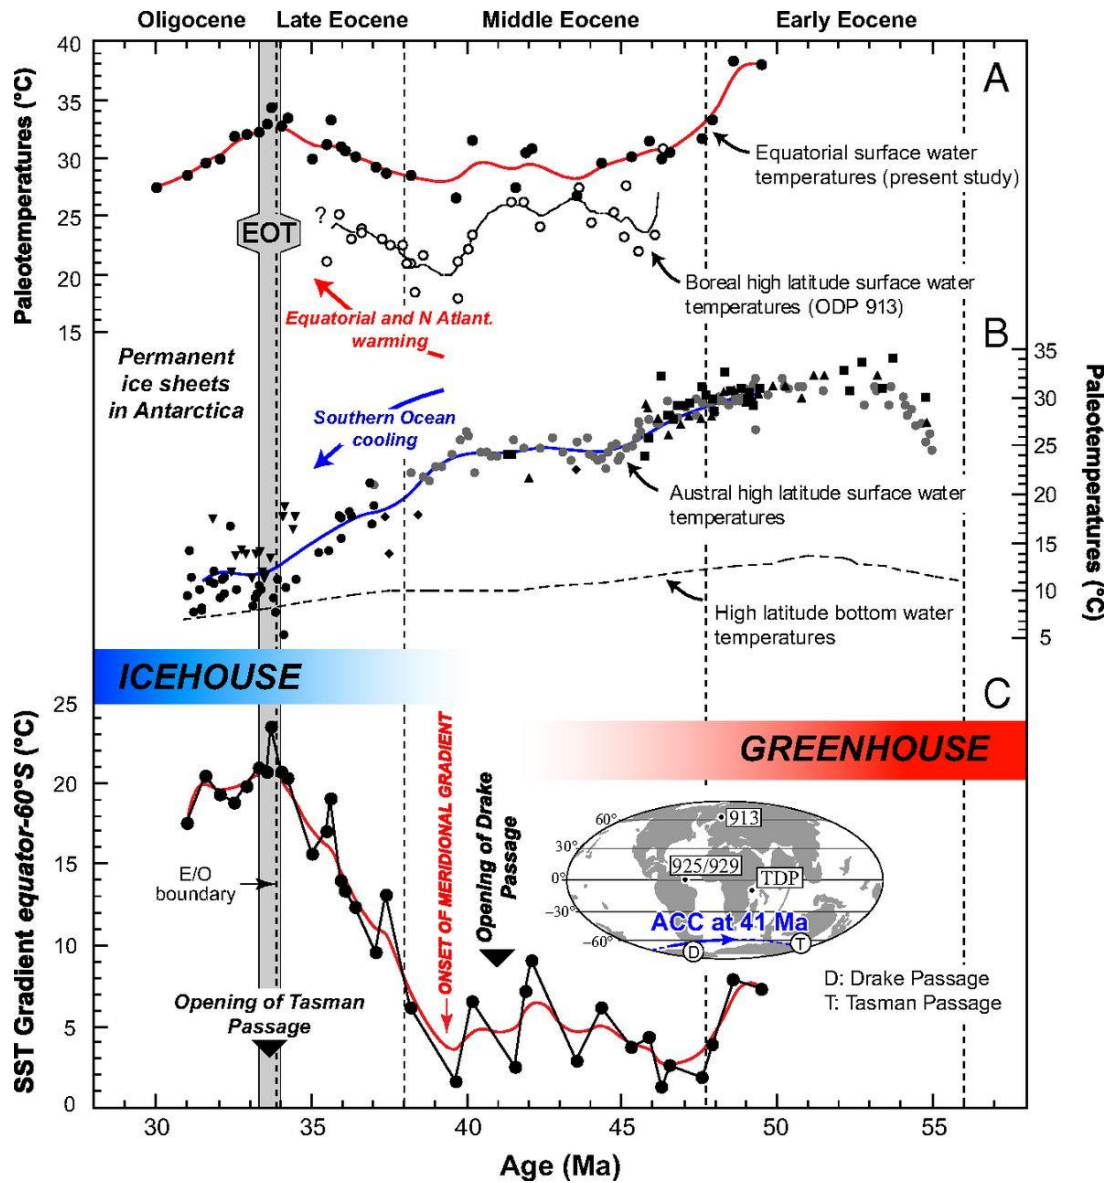 Oligocene
Late Eocene
Middle Eocene
Early Eocene
A
Paleotemperatures (°C)
40
35
30
25
20
15
Equatorial surface water
temperatures (present study)
EOT
?
Boreal high latitude surface water
temperatures (ODP 913)
Equatorial and N Atlant.
warming
B
Permanent
ice sheets
in Antarctica
Southern Ocean
cooling
Paleotemperatures (°C)
35
30
25
20
15
10
5
Austral high latitude surface water
temperatures
High latitude bottom water
temperatures
ICEHOUSE
C
GREENHOUSE
SST Gradient equator-60°S (°C)
25
20
15
10
5
0
E/O
boundary
Opening of Tasman
Passage
ONSET OF MERIDIONAL GRADIENT
Opening of Drake
Passage
60°
30°
0°
−30°
−60°
913
925/929
TDP
ACC at 41 Ma
D
T
D: Drake Passage
T: Tasman Passage
30
35
40
45
50
55
Age (Ma)